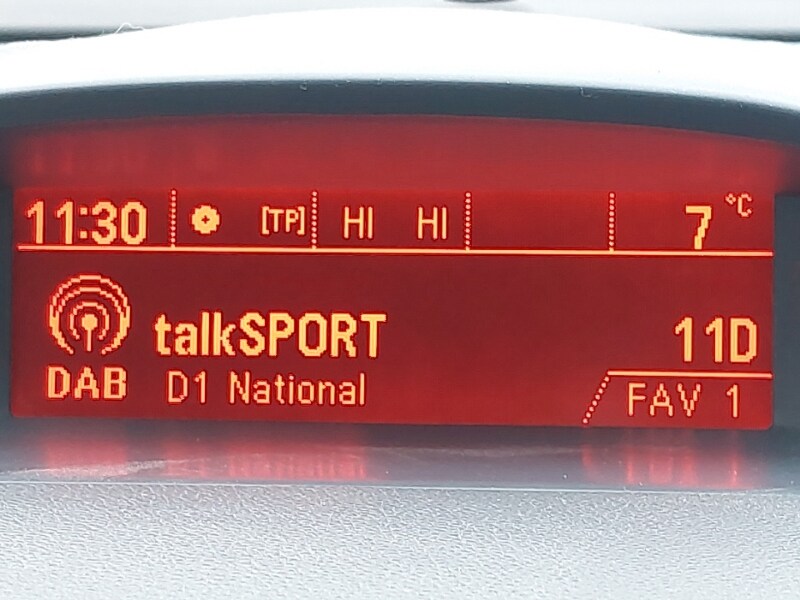 11:30 [TP] HI HI 7 °C
talkSPORT 11D
DAB D1 National FAV 1